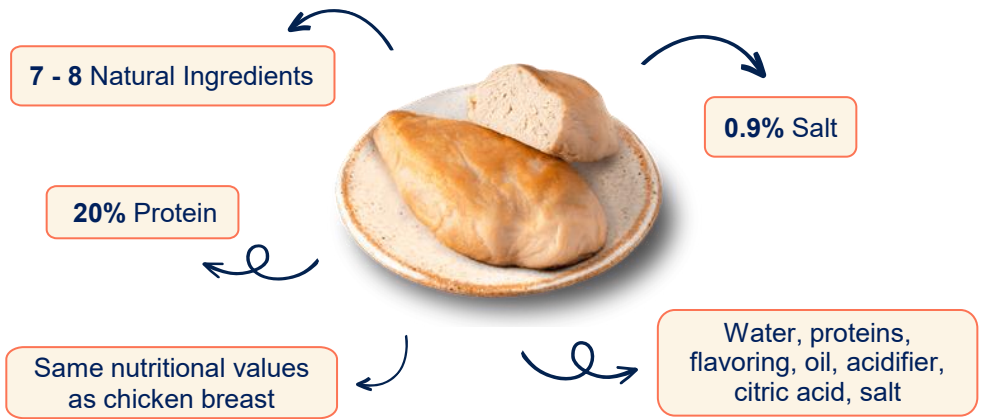 7 - 8 Natural Ingredients
0.9% Salt
20% Protein
Same nutritional values
as chicken breast
Water, proteins,
flavoring, oil, acidifier,
citric acid, salt